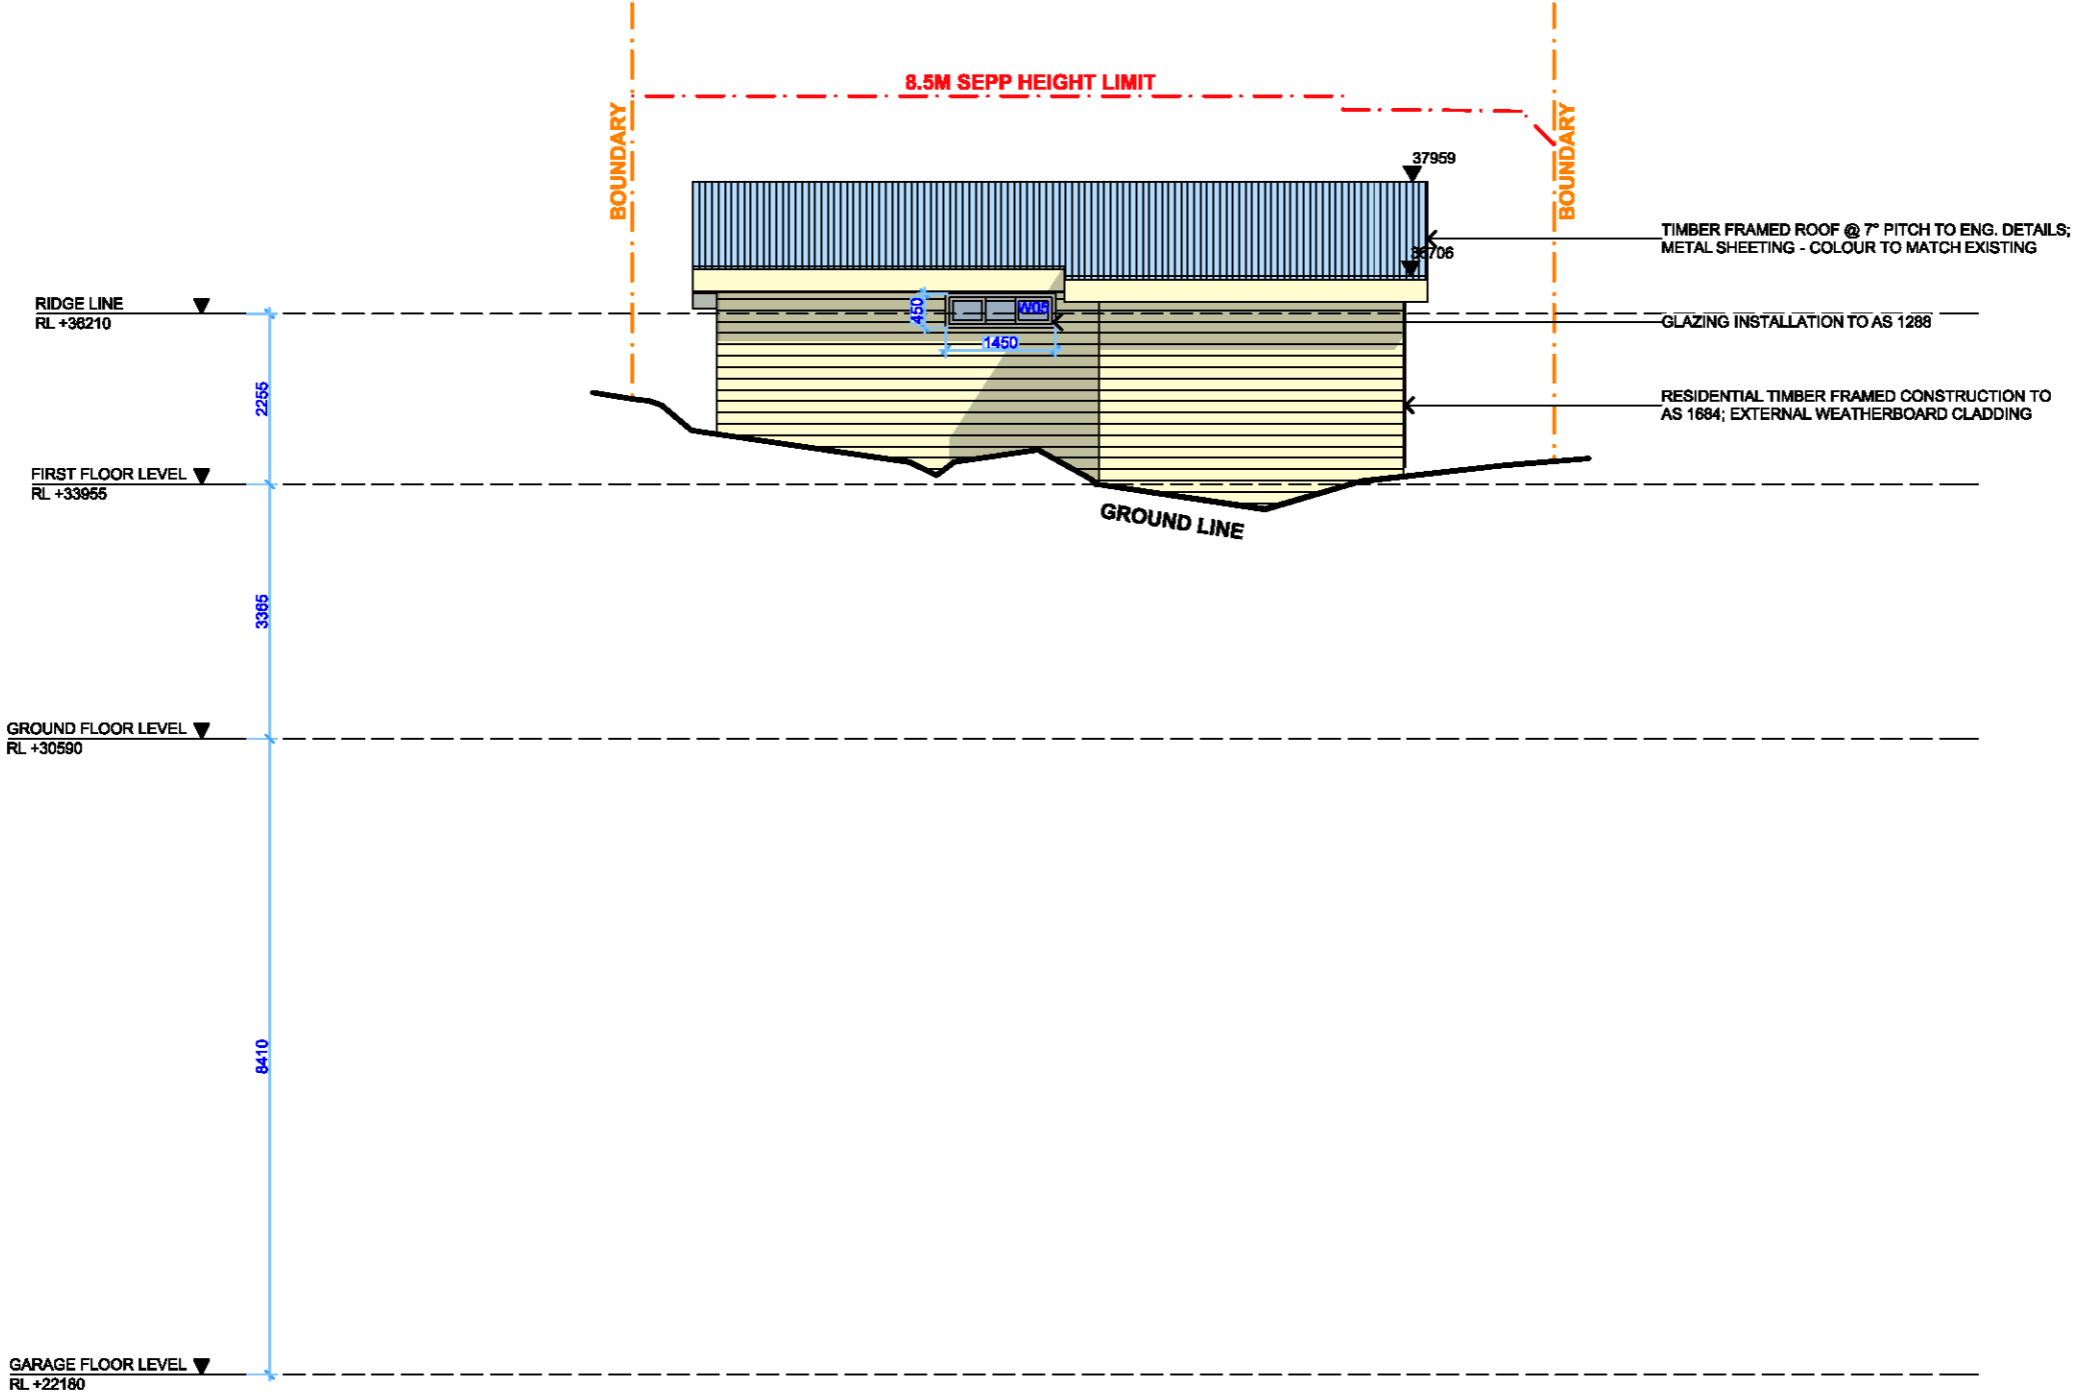 8.5M SEPP HEIGHT LIMIT
BOUNDARY
BOUNDARY
37959
36706
TIMBER FRAMED ROOF @ 7° PITCH TO ENG. DETAILS;
METAL SHEETING - COLOUR TO MATCH EXISTING
RIDGE LINE
RL +36210
450
W05
1450
GLAZING INSTALLATION TO AS 1288
2255
RESIDENTIAL TIMBER FRAMED CONSTRUCTION TO
AS 1684; EXTERNAL WEATHERBOARD CLADDING
FIRST FLOOR LEVEL
RL +33955
GROUND LINE
3365
GROUND FLOOR LEVEL
RL +30590
8410
GARAGE FLOOR LEVEL
RL +22180